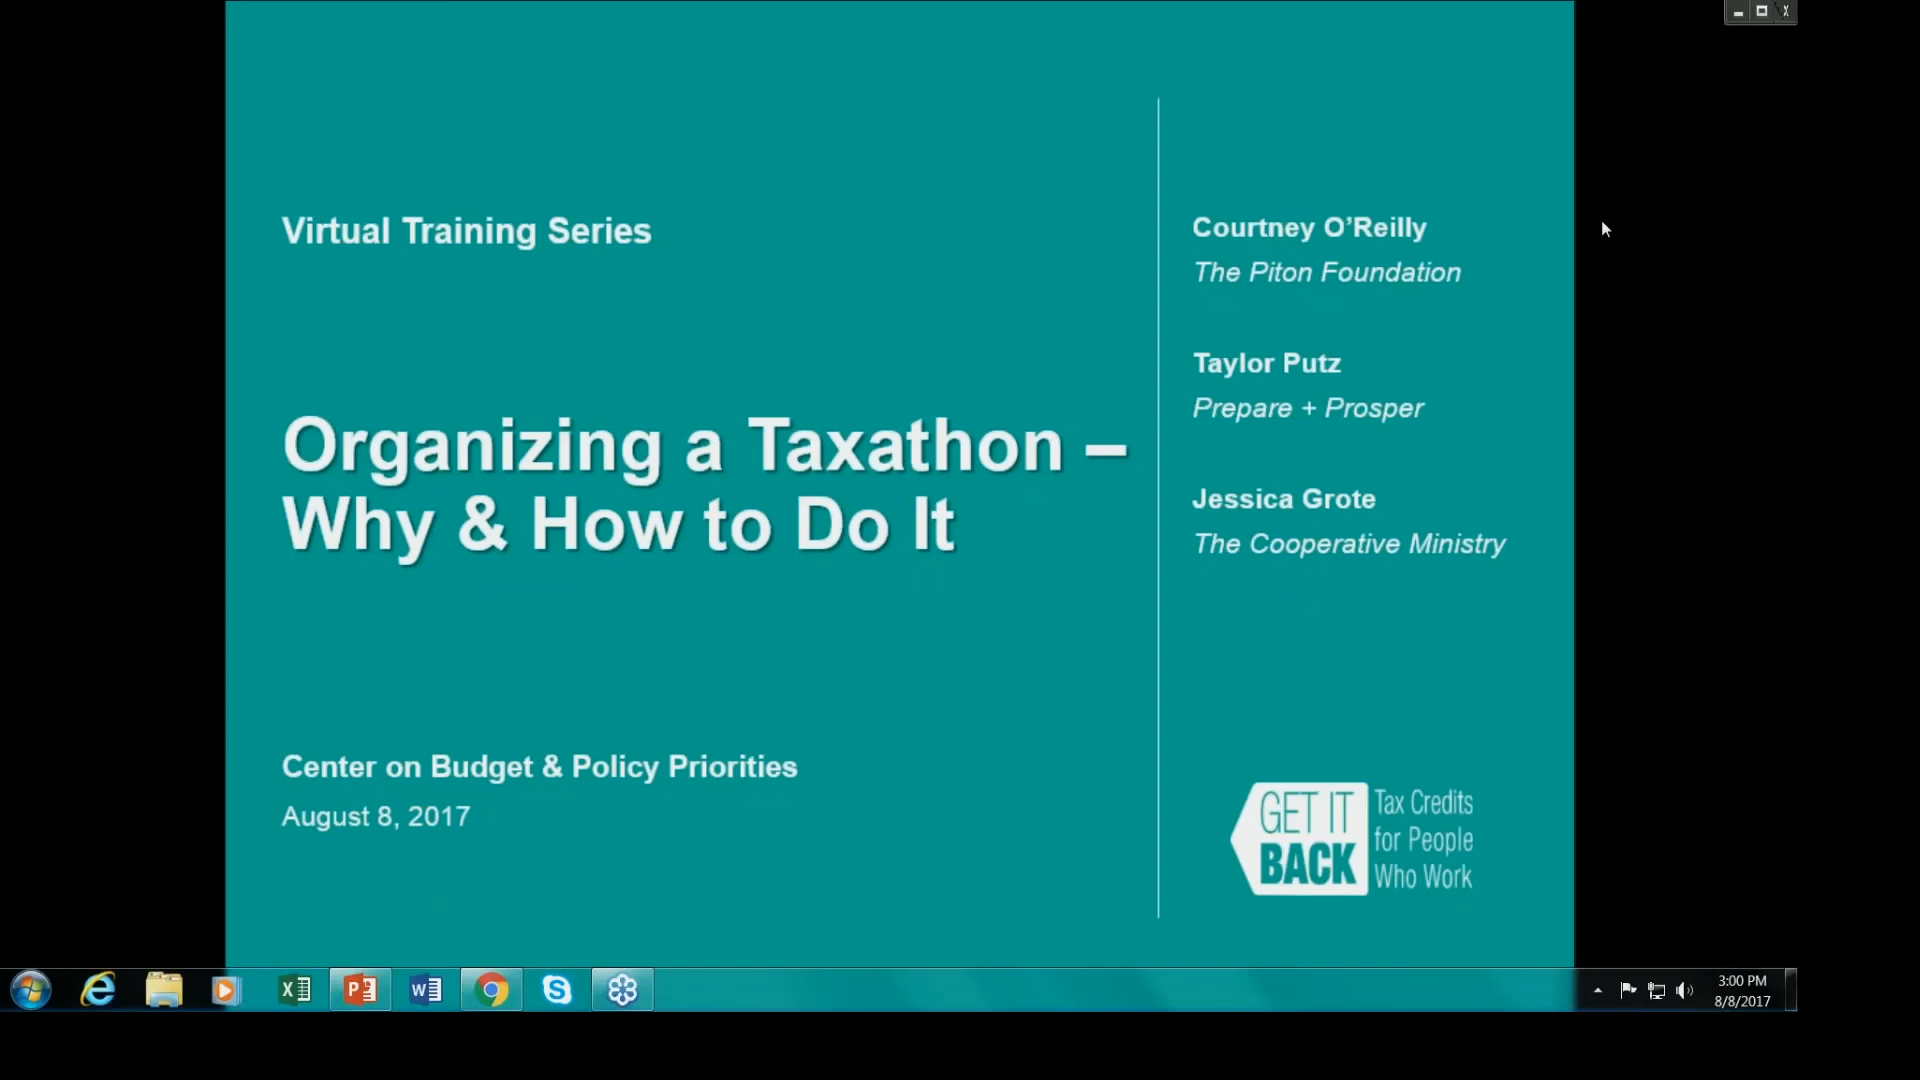 Virtual Training Series
Organizing a Taxathon –
Why & How to Do It
Center on Budget & Policy Priorities
August 8, 2017
Courtney O’Reilly
The Piton Foundation
Taylor Putz
Prepare + Prosper
Jessica Grote
The Cooperative Ministry
GET IT
BACK
Tax Credits
for People
Who Work
3:00 PM
8/8/2017